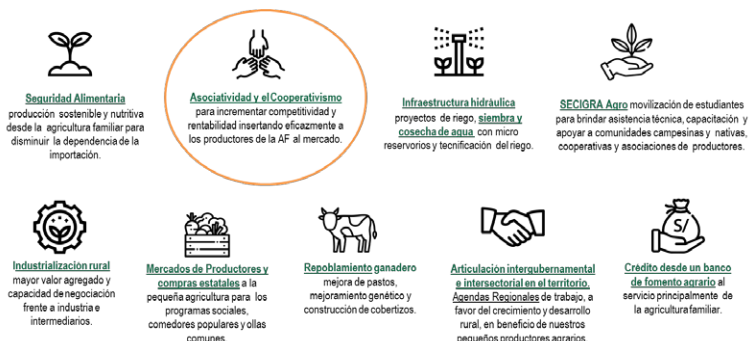 Seguridad Alimentaria
producción sostenible y nutritiva
desde la agricultura familiar para
disminuir la dependencia de la
importación.
Asociatividad y el Cooperativismo
para incrementar competitividad y
rentabilidad insertando eficazmente a
los productores de la AF al mercado.
Infraestructura hidráulica
proyectos de riego, siembra y
cosecha de agua con micro
reservorios y tecnificación del riego.
SECIGRA Agro movilización de estudiantes
para brindar asistencia técnica, capacitación y
apoyar a comunidades campesinas y nativas,
cooperativas y asociaciones de productores.
Industrialización rural
mayor valor agregado y
capacidad de negociación
frente a industria e
intermediarios.
Mercados de Productores y
compras estatales a la
pequeña agricultura para los
programas sociales,
comedores populares y ollas
comunes.
Repoblamiento ganadero
mejora de pastos,
mejoramiento genético y
construcción de cobertizos.
Articulación intergubernamental
e intersectorial en el territorio,
Agendas Regionales de trabajo, a
favor del crecimiento y desarrollo
rural, en beneficio de nuestros
pequeños productores agrarios
S/
Crédito desde un banco
de fomento agrario al
servicio principalmente de
la agricultura familiar.